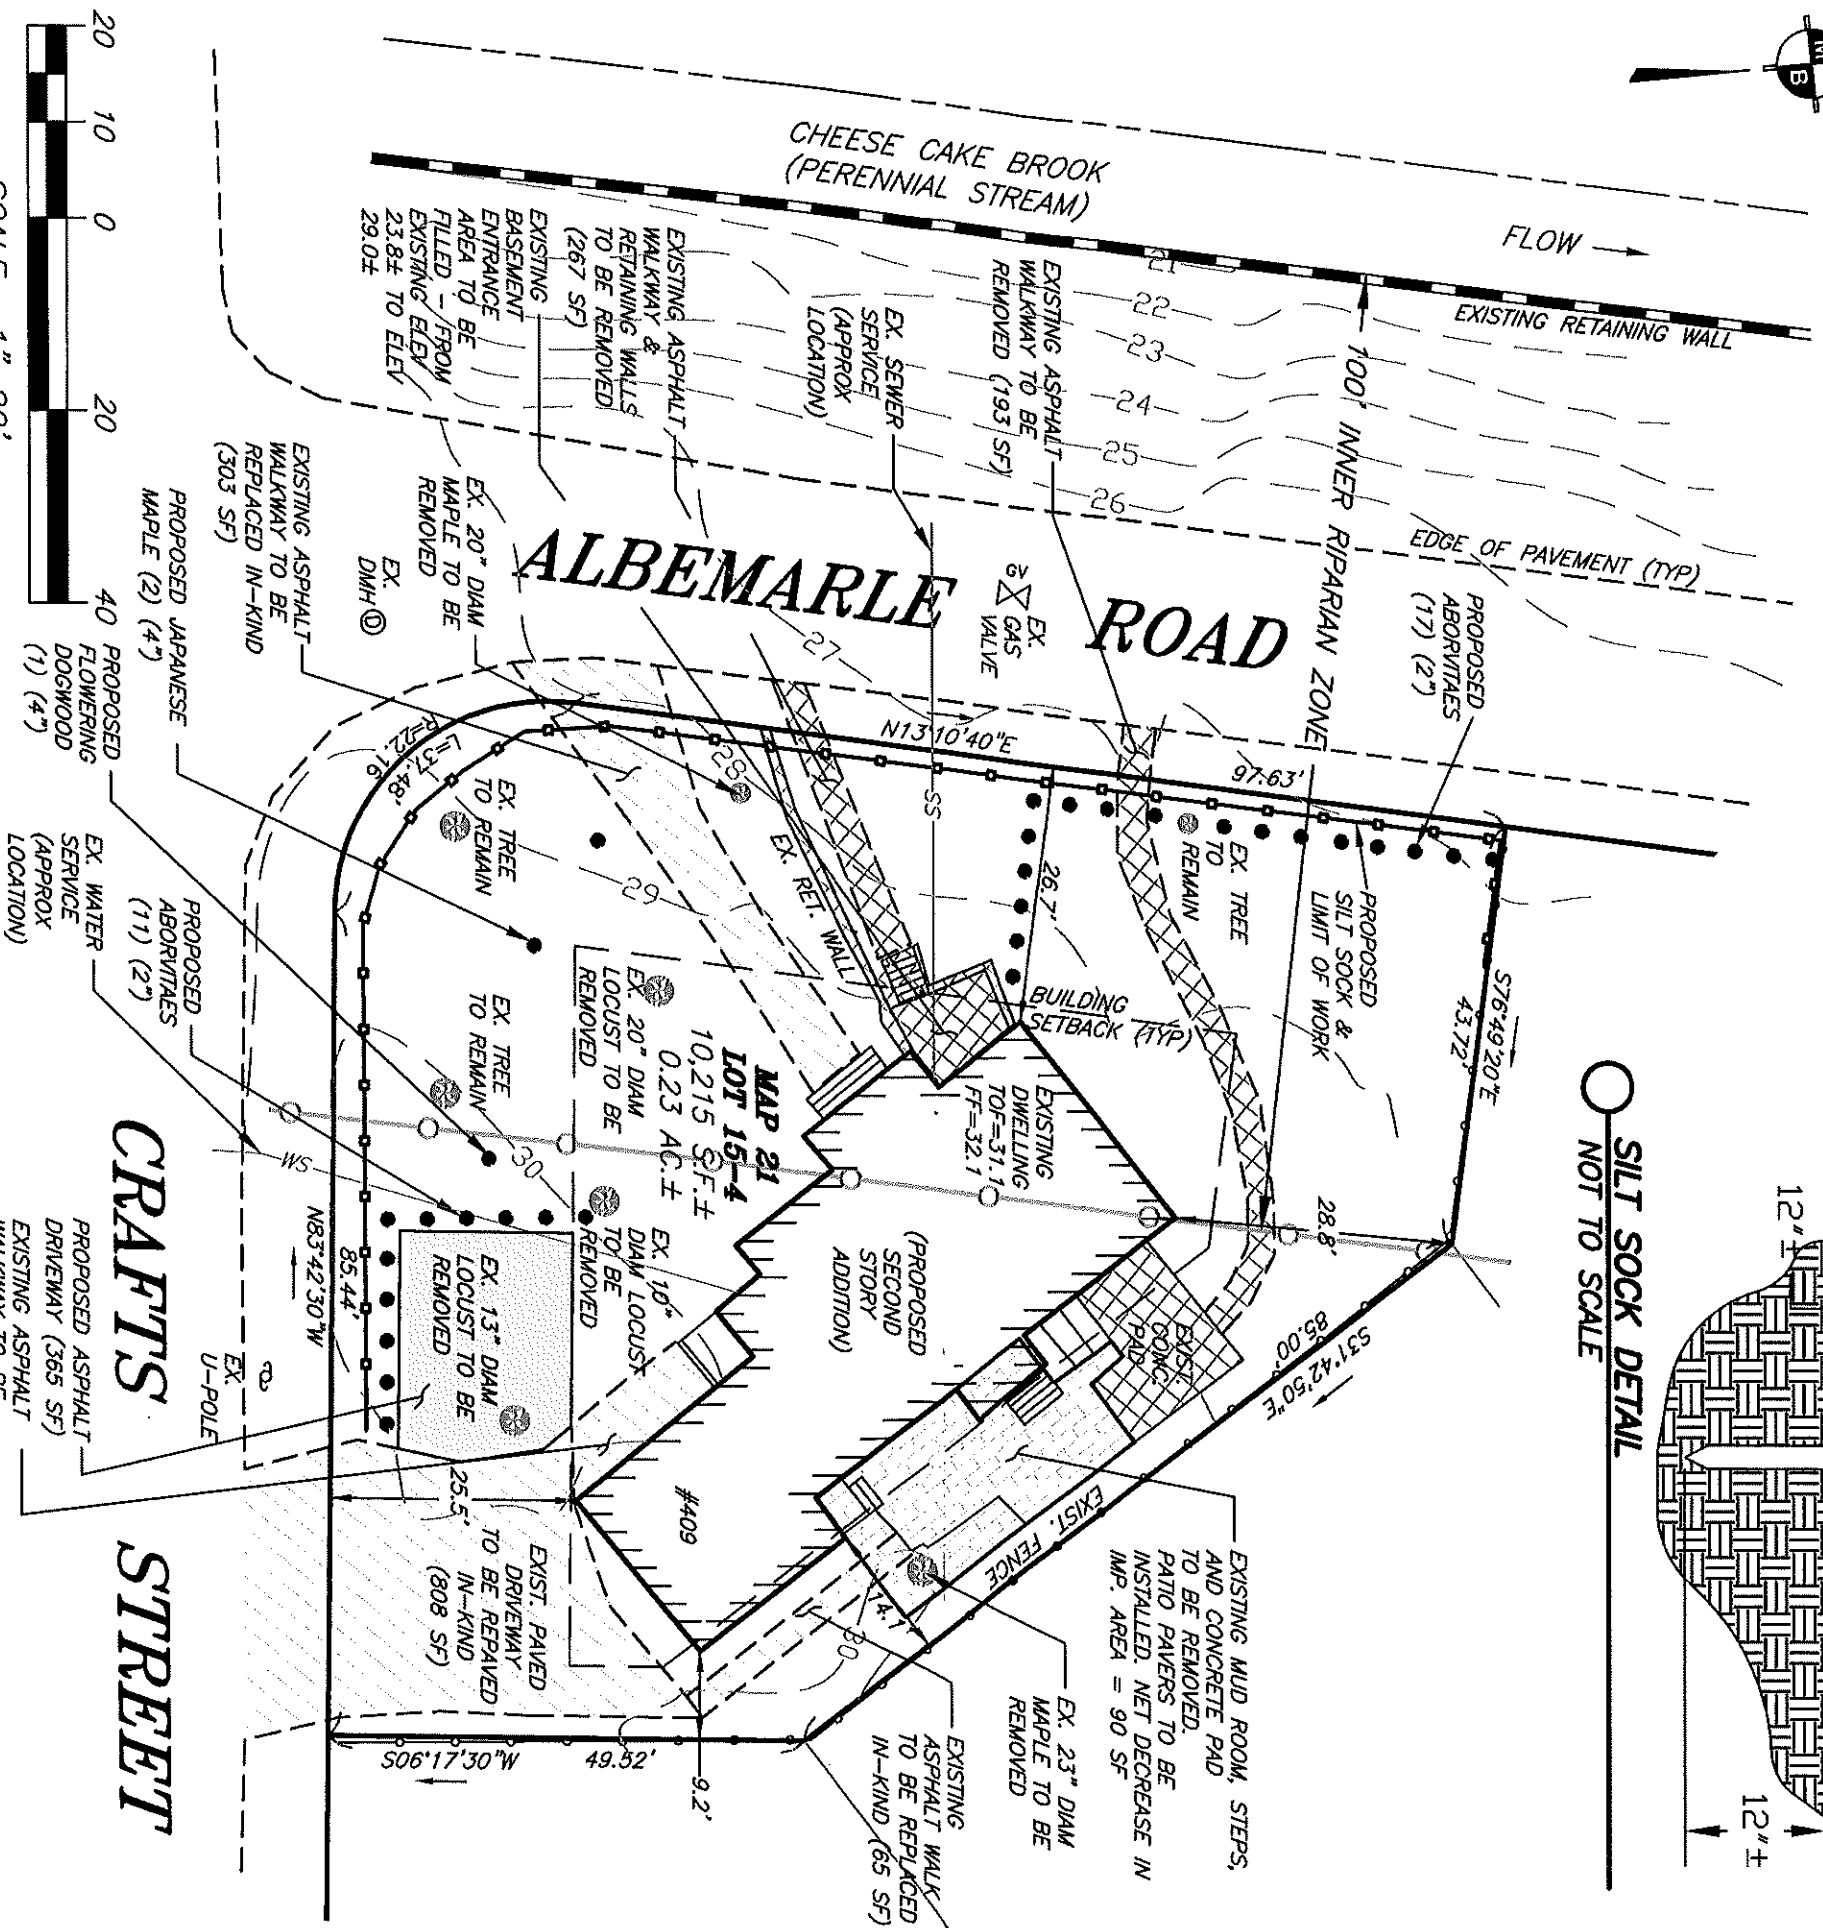 B
20
10
0
20
40
CHEESE CAKE BROOK
(PERENNIAL STREAM)
FLOW
EXISTING RETAINING WALL
100' INNER RIPARIAN ZONE
21
22
23
24
25
26
27
28
29
30
30
EDGE OF PAVEMENT (TYP)
EXISTING ASPHALT
WALKWAY TO BE
REMOVED (193 SF)
EX. SEWER
SERVICE
(APPROX
LOCATION)
EXISTING ASPHALT
WALKWAY &
RETAINING WALLS
TO BE REMOVED
(267 SF)
EXISTING
BASEMENT
ENTRANCE
AREA TO BE
FILLED - FROM
EXISTING ELEV
23.8± TO ELEV
29.0±
EX. 20" DIAM
MAPLE TO BE
REMOVED
EX.
DMH
D
EXISTING ASPHALT
WALKWAY TO BE
REPLACED IN-KIND
(303 SF)
PROPOSED JAPANESE
MAPLE (2) (4")
PROPOSED
FLOWERING
DOGWOOD
(1) (4")
ALBEMARLE ROAD
GV
EX.
GAS
VALVE
PROPOSED
ABORVITAES
(17) (2")
N13°10'40"E
97.63'
L=37.48'
R=22.16'
SS
EX. RET. WALL
26.7'
EX. TREE
TO
REMAIN
PROPOSED
SILT SOCK &
LIMIT OF WORK
S76°49'20"E
43.72'
EX. TREE
TO REMAIN
EX. TREE
TO REMAIN
BUILDING
SETBACK (TYP)
EX. 20" DIAM
LOCUST TO BE
REMOVED
MAP 21
LOT 15-4
10,215 S.F.±
0.23 AC.±
EXISTING
DWELLING
TOF=31.1
FF=32.1
(PROPOSED
SECOND
STORY
ADDITION)
28.8'
EXIST.
CONC.
PAD
S31°42'50"E
85.00'
EXIST. FENCE
EX. 10"
DIAM LOCUST
TO BE
REMOVED
EX. 13" DIAM
LOCUST TO BE
REMOVED
#409
14.1'
25.5'
EXIST. PAVED
DRIVEWAY
TO BE REPAVED
IN-KIND
(808 SF)
EXISTING MUD ROOM, STEPS,
AND CONCRETE PAD
TO BE REMOVED.
PATIO PAVERS TO BE
INSTALLED. NET DECREASE IN
IMP. AREA = 90 SF
EX. 23" DIAM
MAPLE TO BE
REMOVED
EXISTING
ASPHALT WALK
TO BE REPLACED
IN-KIND (65 SF)
S06°17'30"W
49.52'
9.2'
N83°42'30"W
85.44'
WS
EX. WATER
SERVICE
(APPROX
LOCATION)
PROPOSED
ABORVITAES
(11) (2")
EX.
U-POLE
PROPOSED ASPHALT
DRIVEWAY (365 SF)
EXISTING ASPHALT
CRAFTS STREET
SILT SOCK DETAIL
NOT TO SCALE
12"±
12"±